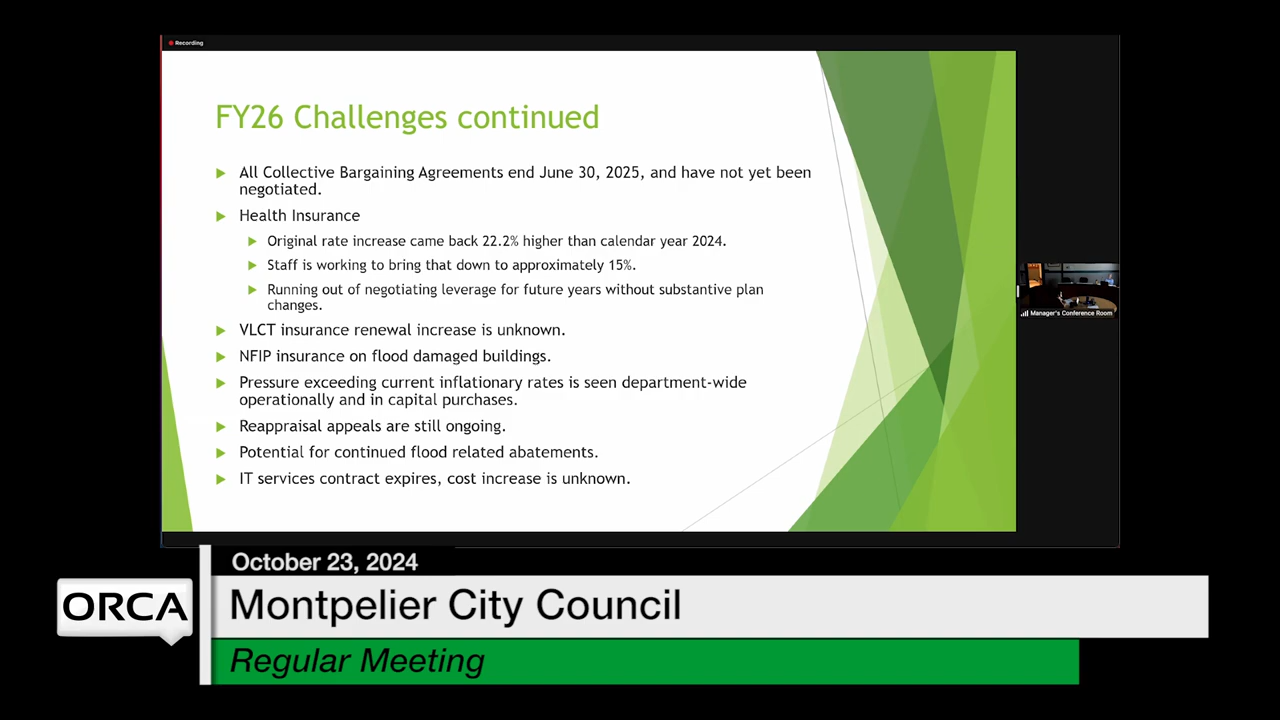 Recording
FY26 Challenges continued
All Collective Bargaining Agreements end June 30, 2025, and have not yet been
negotiated.
Health Insurance
Original rate increase came back 22.2% higher than calendar year 2024.
Staff is working to bring that down to approximately 15%.
Running out of negotiating leverage for future years without substantive plan
changes.
VLCT insurance renewal increase is unknown.
NFIP insurance on flood damaged buildings.
Pressure exceeding current inflationary rates is seen department-wide
operationally and in capital purchases.
Reappraisal appeals are still ongoing.
Potential for continued flood related abatements.
IT services contract expires, cost increase is unknown.
Manager's Conference Room
October 23, 2024
ORCA
Montpelier City Council
Regular Meeting